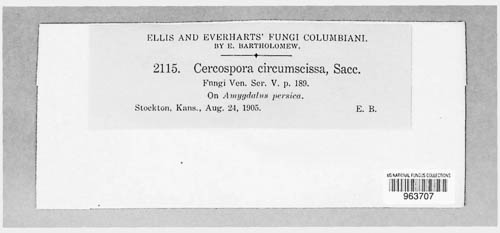 ELLIS AND EVERHARTS' FUNGI COLUMBIANI.
BY E. BARTHOLOMEW.
2115. Cercospora circumscissa, Sacc.
Fungi Ven. Ser. V. p. 189.
On Amygdalus persica.
Stockton, Kans., Aug. 24, 1905. E. B.
US NATIONAL FUNGUS COLLECTIONS
963707